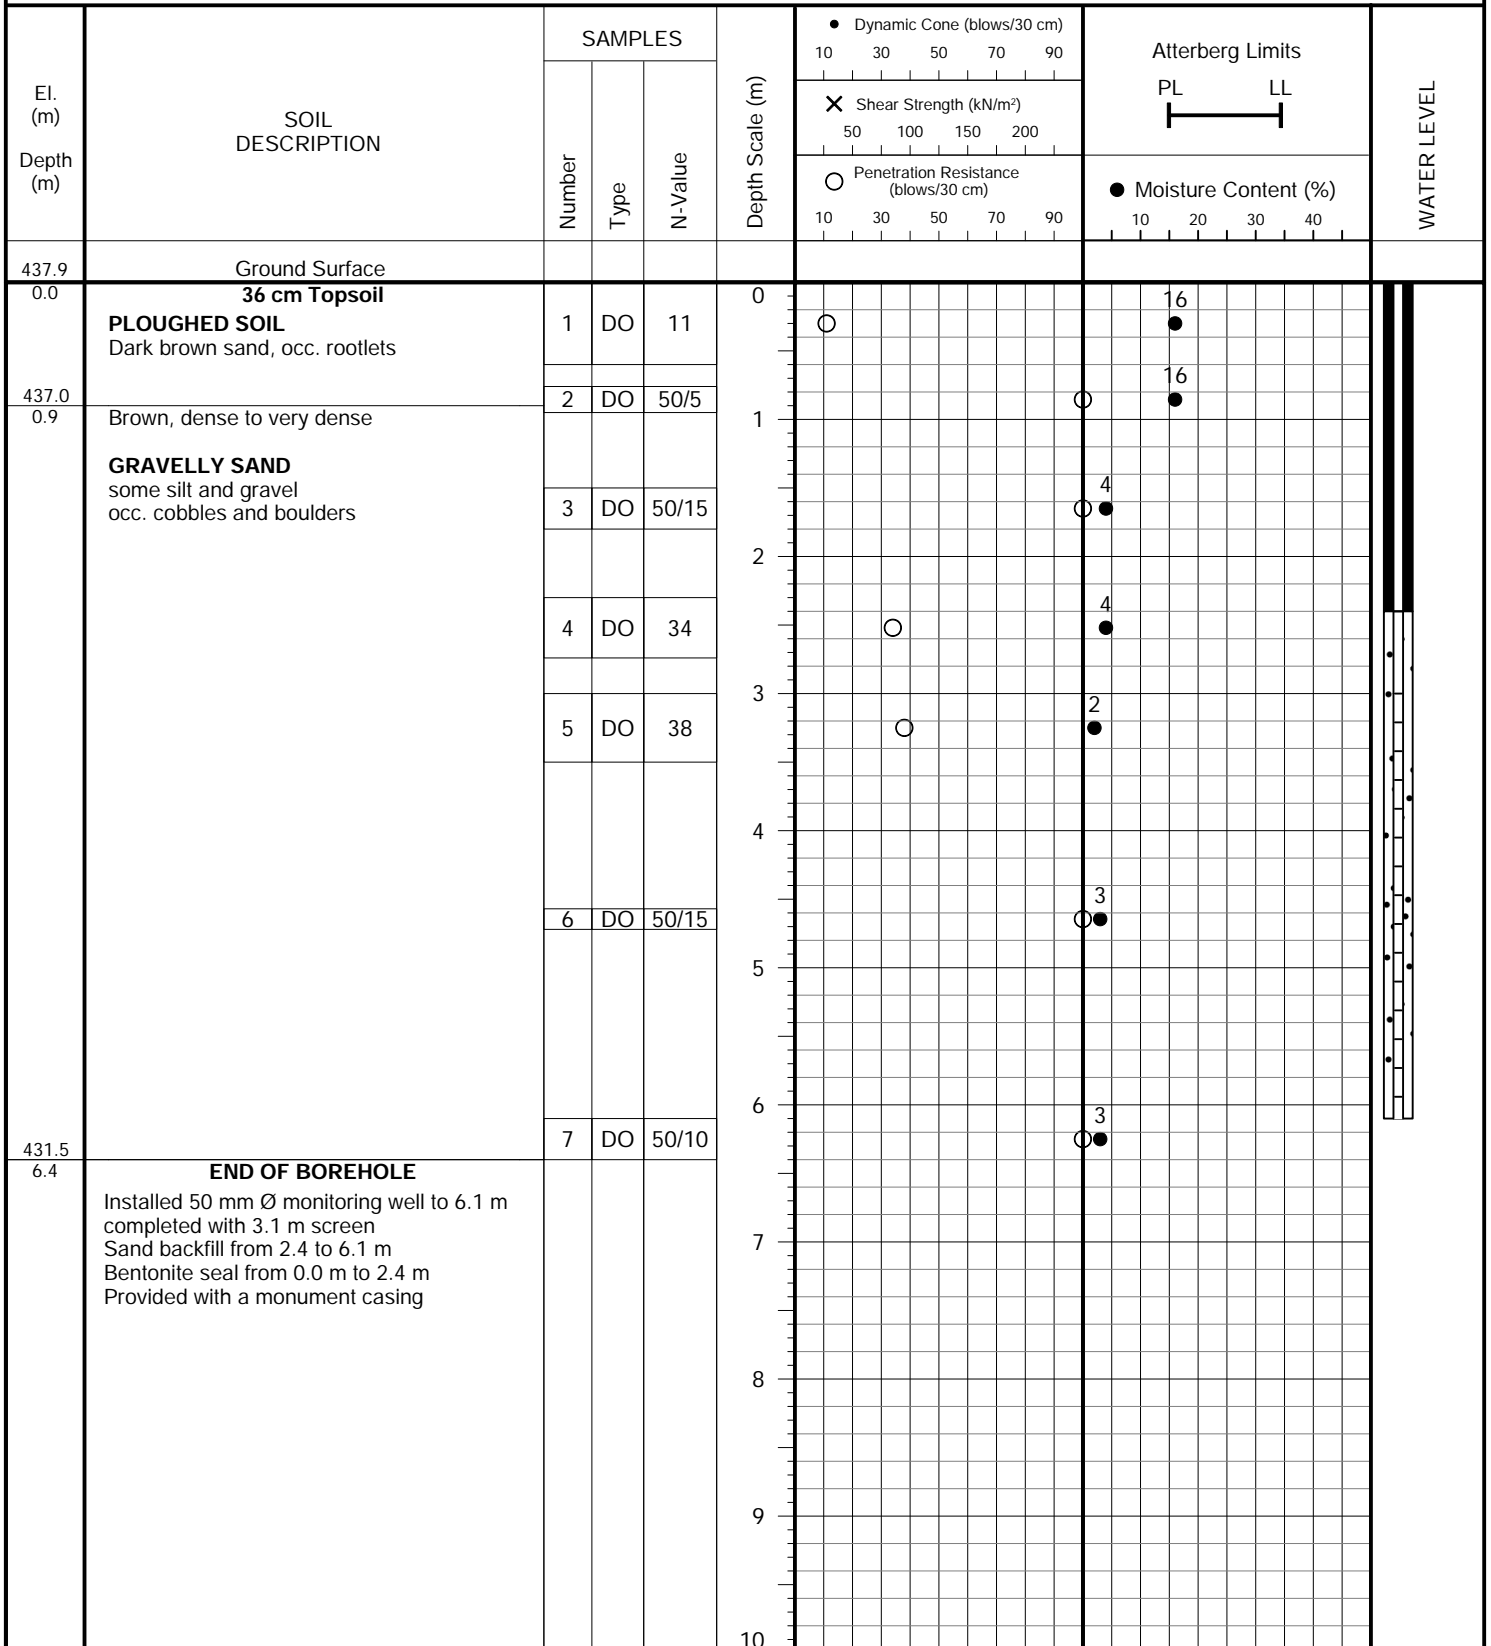 El.
(m)
Depth
(m)
SOIL
DESCRIPTION
SAMPLES
Number
Type
N-Value
Depth Scale (m)
● Dynamic Cone (blows/30 cm)
10 30 50 70 90
✕ Shear Strength (kN/m²)
50 100 150 200
○ Penetration Resistance
(blows/30 cm)
10 30 50 70 90
Atterberg Limits
PL LL
● Moisture Content (%)
10 20 30 40
WATER LEVEL
437.9 Ground Surface
0.0 36 cm Topsoil 0
16
PLOUGHED SOIL 1 DO 11
Dark brown sand, occ. rootlets
16
437.0 2 DO 50/5
0.9 Brown, dense to very dense 1
GRAVELLY SAND
some silt and gravel 4
occ. cobbles and boulders 3 DO 50/15
2
4
4 DO 34
3
2
5 DO 38
4
3
6 DO 50/15
5
6
3
431.5 7 DO 50/10
6.4 END OF BOREHOLE
Installed 50 mm Ø monitoring well to 6.1 m
completed with 3.1 m screen
Sand backfill from 2.4 to 6.1 m 7
Bentonite seal from 0.0 m to 2.4 m
Provided with a monument casing
8
9
10